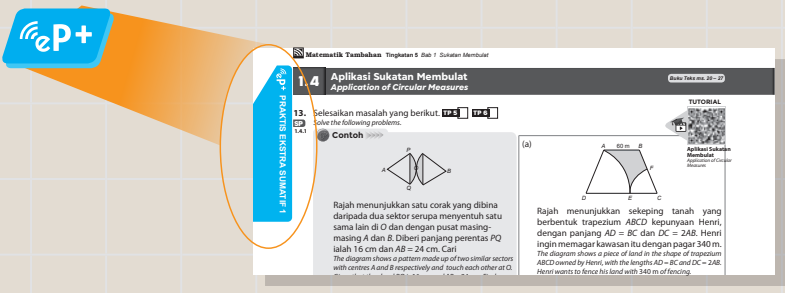 eP+
Matematik Tambahan Tingkatan 5 Bab 1 Sukatan Membulat
1.4 Aplikasi Sukatan Membulat
Application of Circular Measures
Buku Teks ms. 20 – 27
eP+ PRAKTIS EKSTRA SUMATIF 1
13. Selesaikan masalah yang berikut. TP 5 TP 6
SP Solve the following problems.
1.4.1
TUTORIAL
Aplikasi Sukatan
Membulat
Application of Circular
Measures
Contoh
P
A
O
B
Q
Rajah menunjukkan satu corak yang dibina
daripada dua sektor serupa menyentuh satu
sama lain di O dan dengan pusat masing-
masing A dan B. Diberi panjang perentas PQ
ialah 16 cm dan AB = 24 cm. Cari
The diagram shows a pattern made up of two similar sectors
with centres A and B respectively and touch each other at O.
(a)
A 60 m B
F
D E C
Rajah menunjukkan sekeping tanah yang
berbentuk trapezium ABCD kepunyaan Henri,
dengan panjang AD = BC dan DC = 2AB. Henri
ingin memagar kawasan itu dengan pagar 340 m.
The diagram shows a piece of land in the shape of trapezium
ABCD owned by Henri, with the lengths AD = BC and DC = 2AB.
Henri wants to fence his land with 340 m of fencing.